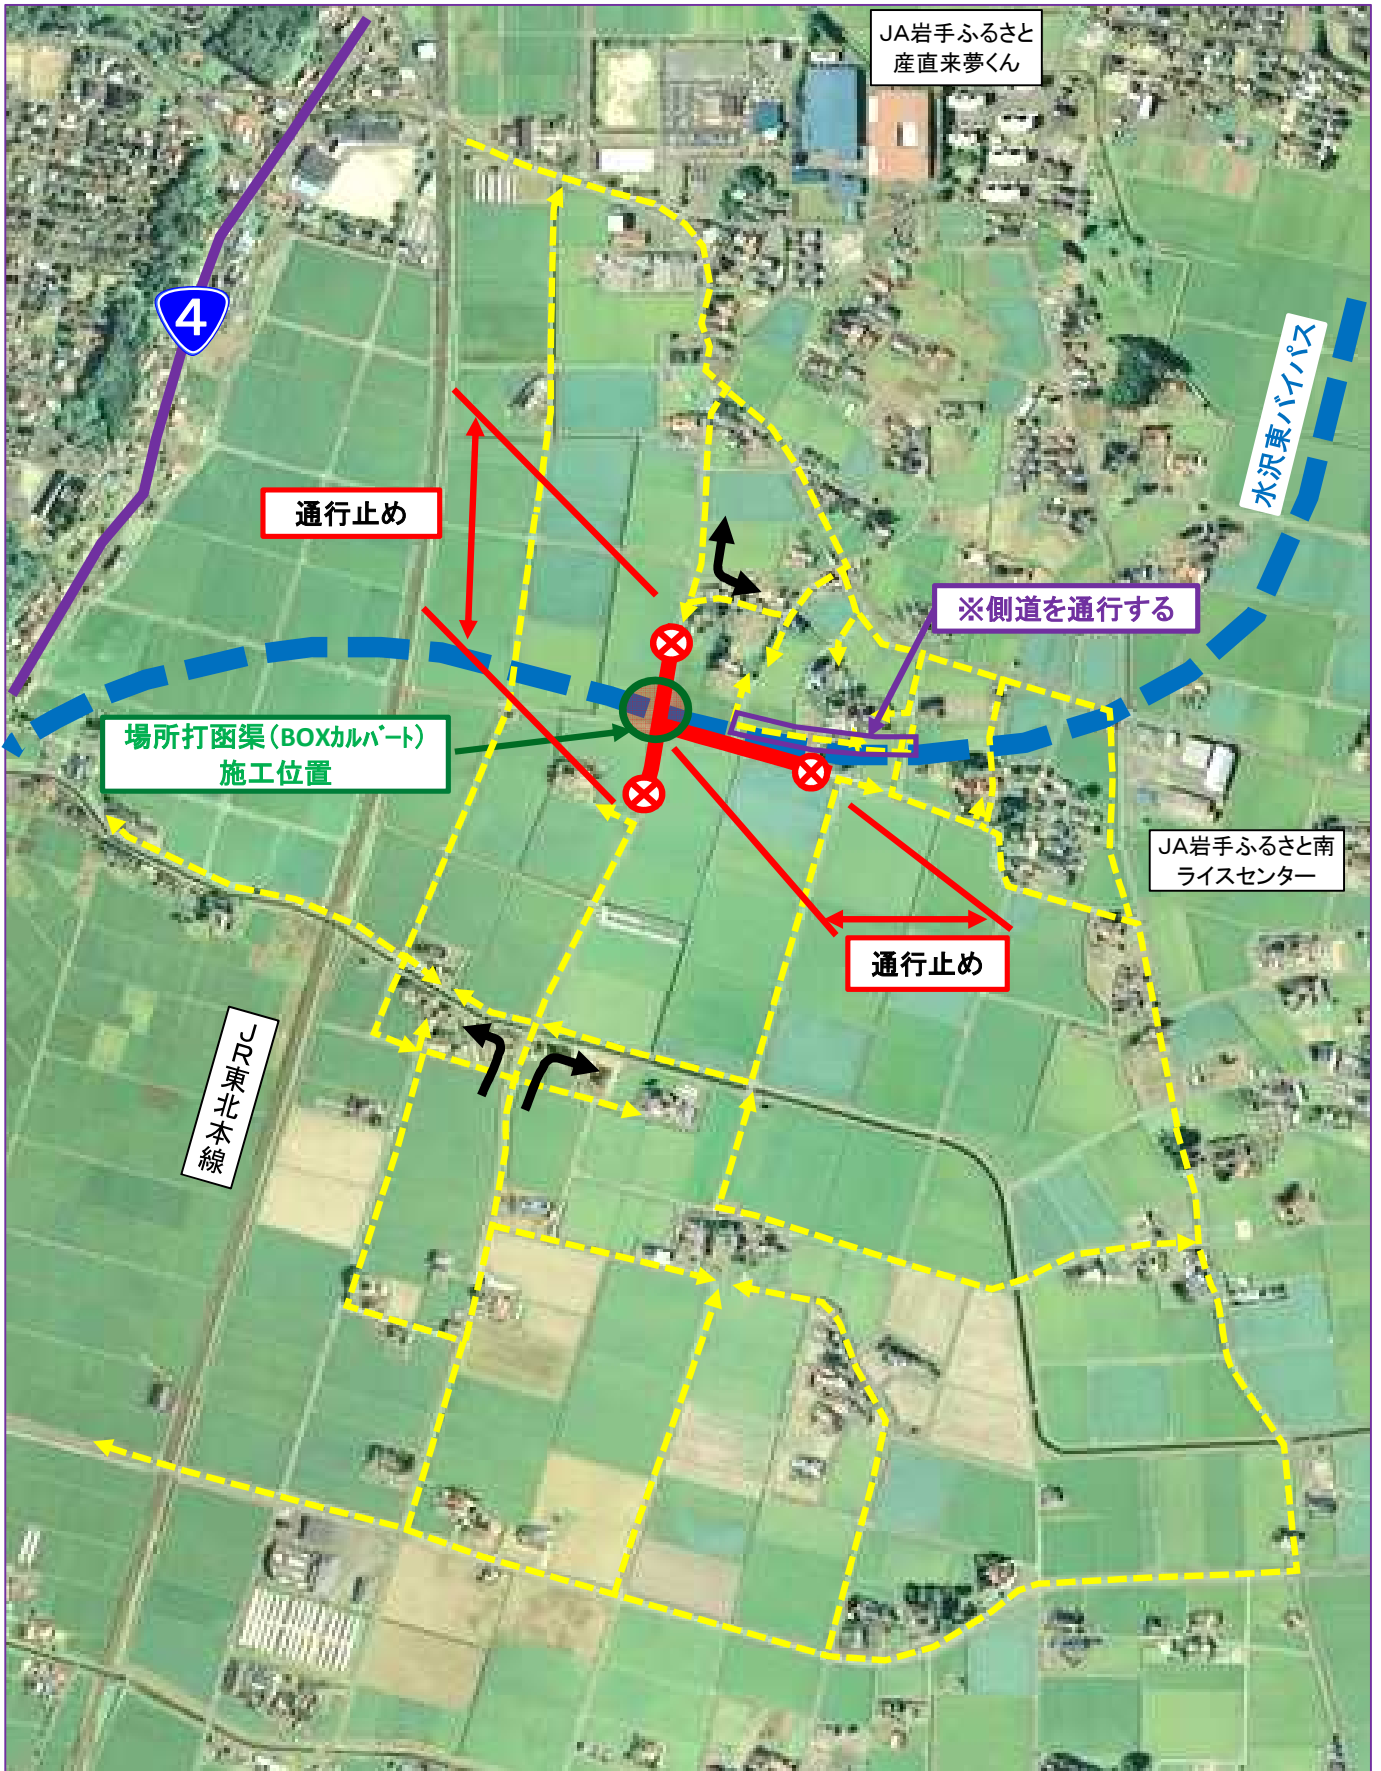 JA岩手ふるさと
産直来夢くん
4
水沢東バイパス
通行止め
※側道を通行する
場所打函渠(BOXｶﾙﾊﾞｰﾄ)
施工位置
JA岩手ふるさと南
ライスセンター
通行止め
JR東北本線